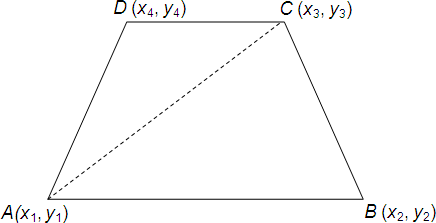 D (x₄, y₄)
C (x₃, y₃)
A(x₁, y₁)
B (x₂, y₂)